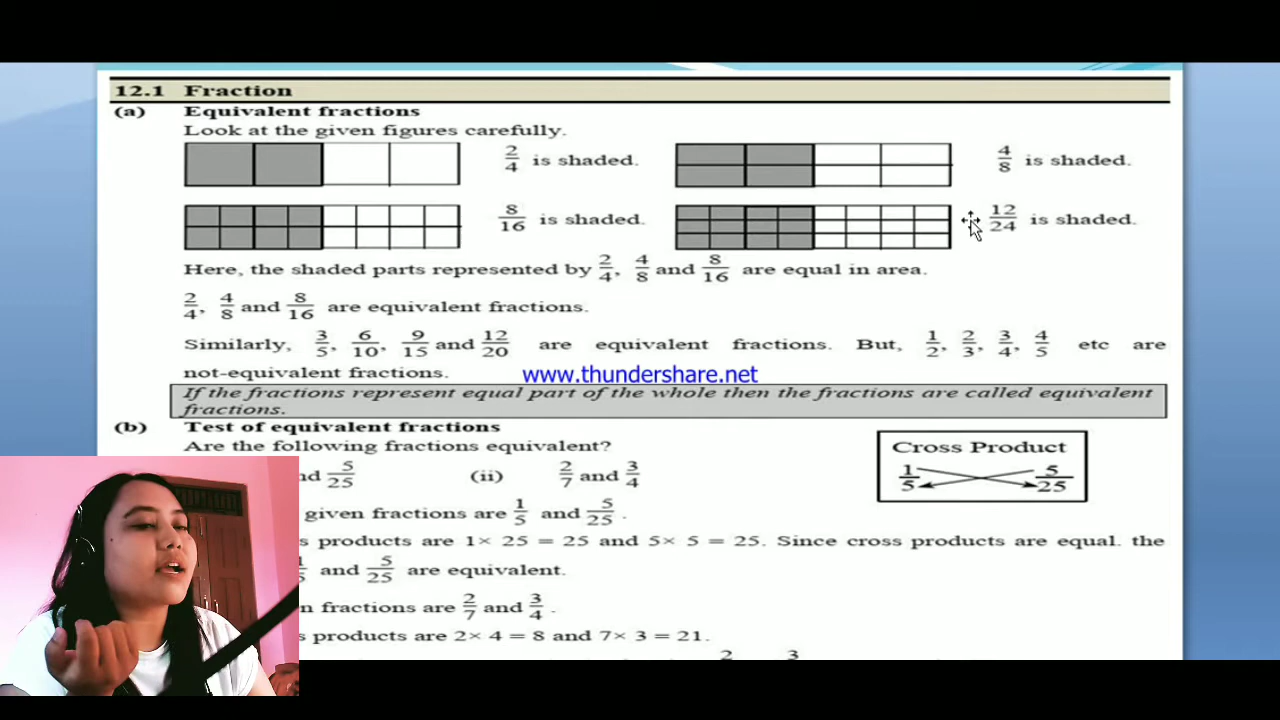 12.1 Fraction
(a) Equivalent fractions
Look at the given figures carefully.
2/4 is shaded. 4/8 is shaded.
8/16 is shaded. 12/24 is shaded.
Here, the shaded parts represented by 2/4, 4/8 and 8/16 are equal in area.
2/4, 4/8 and 8/16 are equivalent fractions.
Similarly, 3/5, 6/10, 9/15 and 12/20 are equivalent fractions. But, 1/2, 2/3, 3/4, 4/5 etc are
not-equivalent fractions.
www.thundershare.net
If the fractions represent equal part of the whole then the fractions are called equivalent
fractions.
(b) Test of equivalent fractions
Are the following fractions equivalent?
Cross Product
1/5 5/25
5/25 (ii) 2/7 and 3/4
given fractions are 1/5 and 5/25 .
products are 1× 25 = 25 and 5× 5 = 25. Since cross products are equal. the
and 5/25 are equivalent.
fractions are 2/7 and 3/4 .
products are 2× 4 = 8 and 7× 3 = 21.
2 3